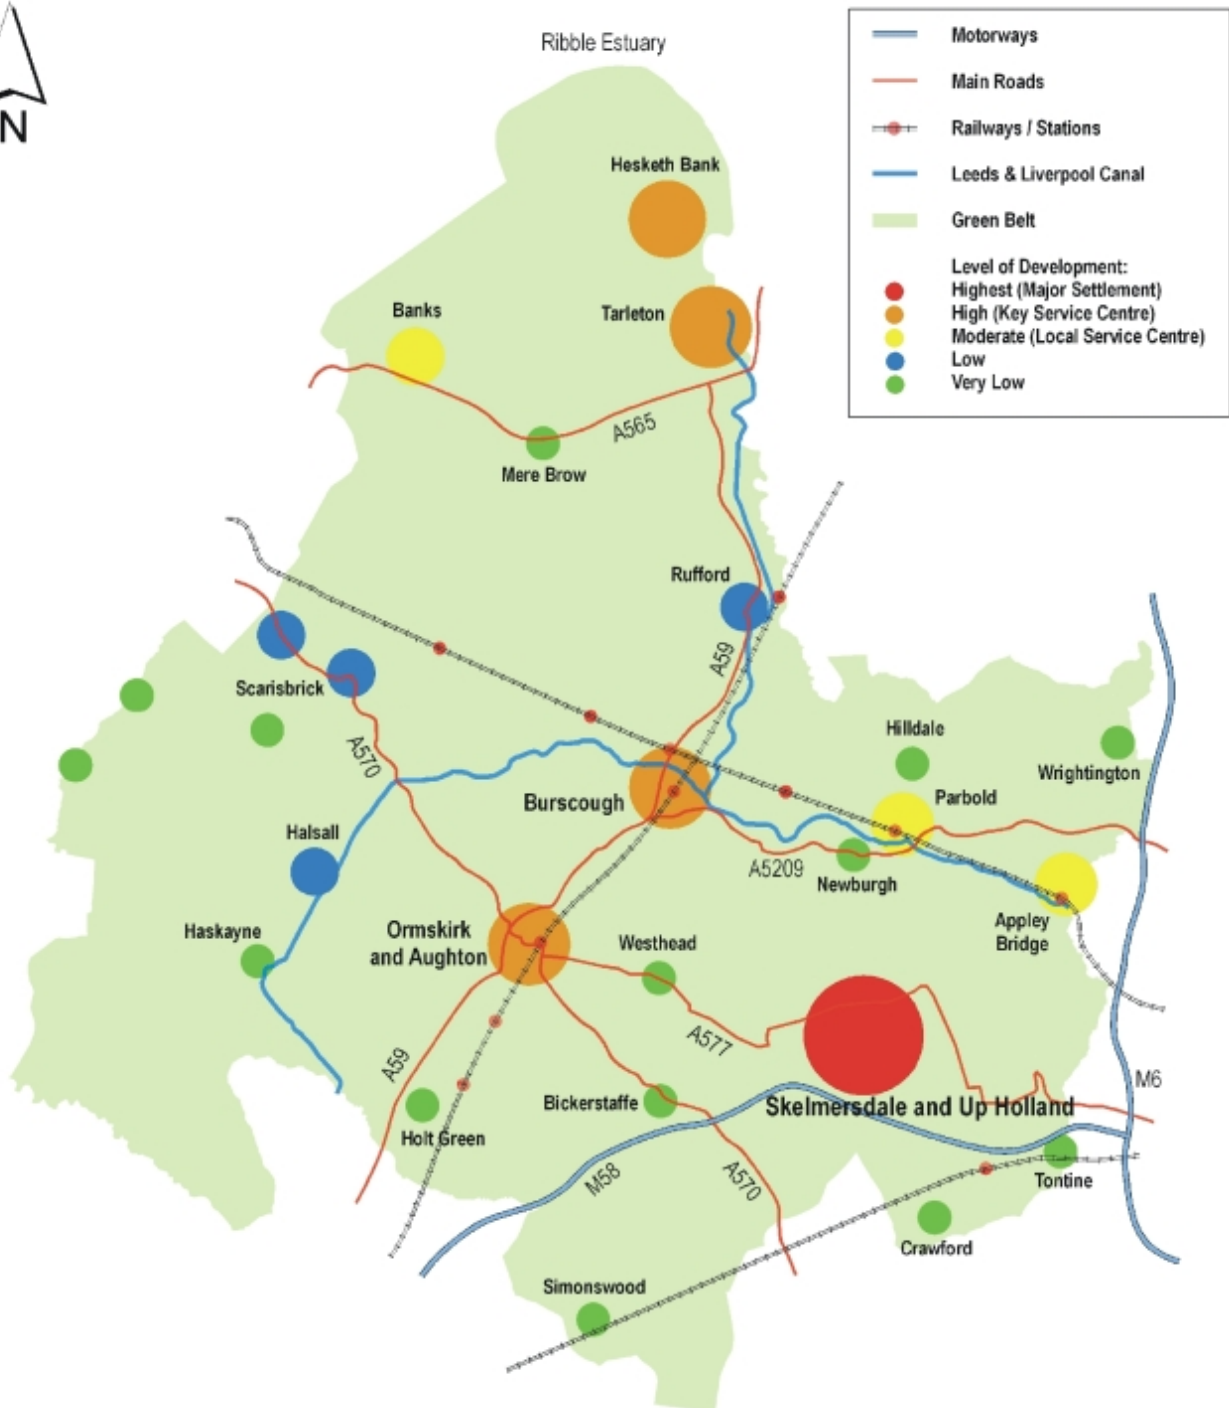 N
Ribble Estuary
Motorways
Main Roads
Railways / Stations
Leeds & Liverpool Canal
Green Belt
Level of Development:
Highest (Major Settlement)
High (Key Service Centre)
Moderate (Local Service Centre)
Low
Very Low
Hesketh Bank
Banks
Tarleton
A565
Mere Brow
Rufford
A59
Scarisbrick
Hilldale
A570
Wrightington
Burscough
Parbold
Halsall
A5209
Newburgh
Haskayne
Ormskirk
and Aughton
Westhead
Appley
Bridge
A577
A59
M6
Bickerstaffe
Skelmersdale and Up Holland
Holt Green
M58
A570
Tontine
Crawford
Simonswood